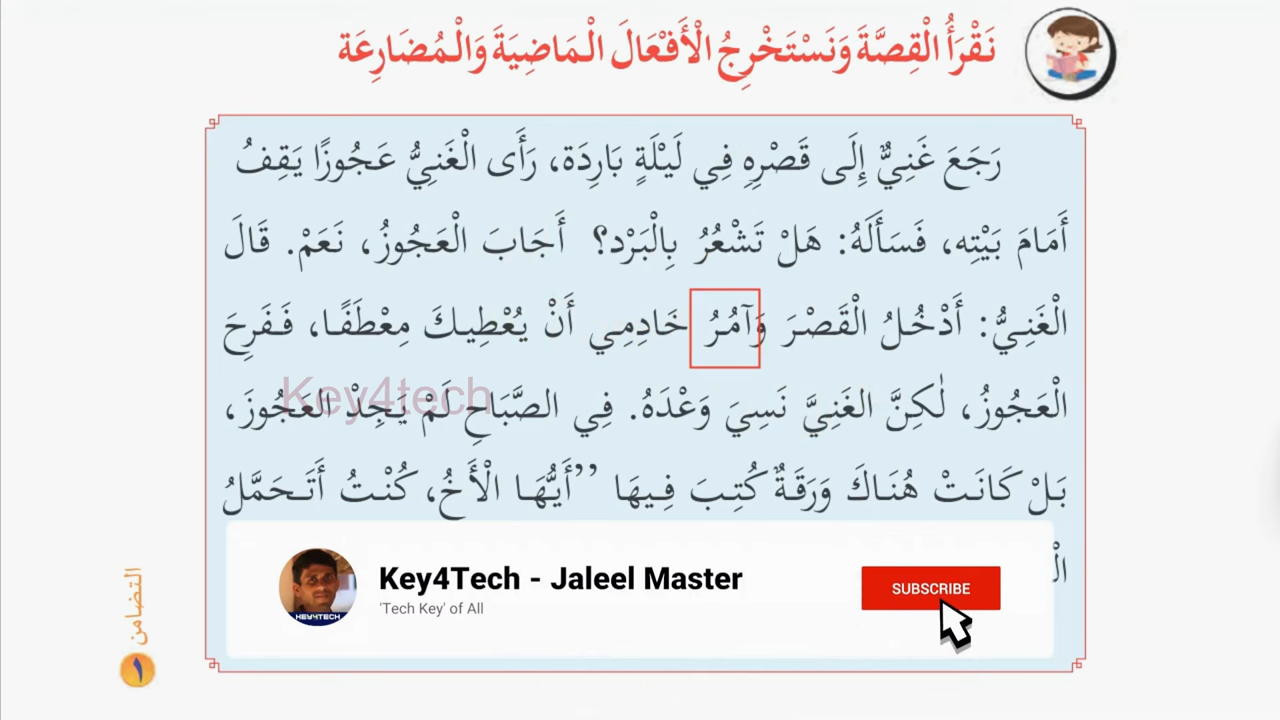 نَقْرَأُ الْقِصَّةَ وَنَسْتَخْرِجُ الْأَفْعَالَ الْمَاضِيَةَ وَالْمُضَارِعَة
رَجَعَ غَنِيٌّ إِلَى قَصْرِهِ فِي لَيْلَةٍ بَارِدَة، رَأَى الْغَنِيُّ عَجُوزًا يَقِفُ
أَمَامَ بَيْتِه، فَسَأَلَهُ: هَلْ تَشْعُرُ بِالْبَرْد؟ أَجَابَ الْعَجُوزُ، نَعَمْ. قَالَ
الْغَنِيُّ: أَدْخُلُ الْقَصْرَ وَآمُرُ خَادِمِي أَنْ يُعْطِيكَ مِعْطَفًا، فَفَرِحَ
الْعَجُوزُ، لٰكِنَّ الغَنِيَّ نَسِيَ وَعْدَهُ. فِي الصَّبَاحِ لَمْ يَجِدْ العَجُوزَ،
بَلْ كَانَتْ هُنَاكَ وَرَقَةٌ كُتِبَ فِيهَا ”أَيُّهَا الْأَخُ، كُنْتُ أَتَحَمَّلُ
Key4tech
Key4Tech - Jaleel Master
'Tech Key' of All
SUBSCRIBE
KEY4TECH
التضامن
١